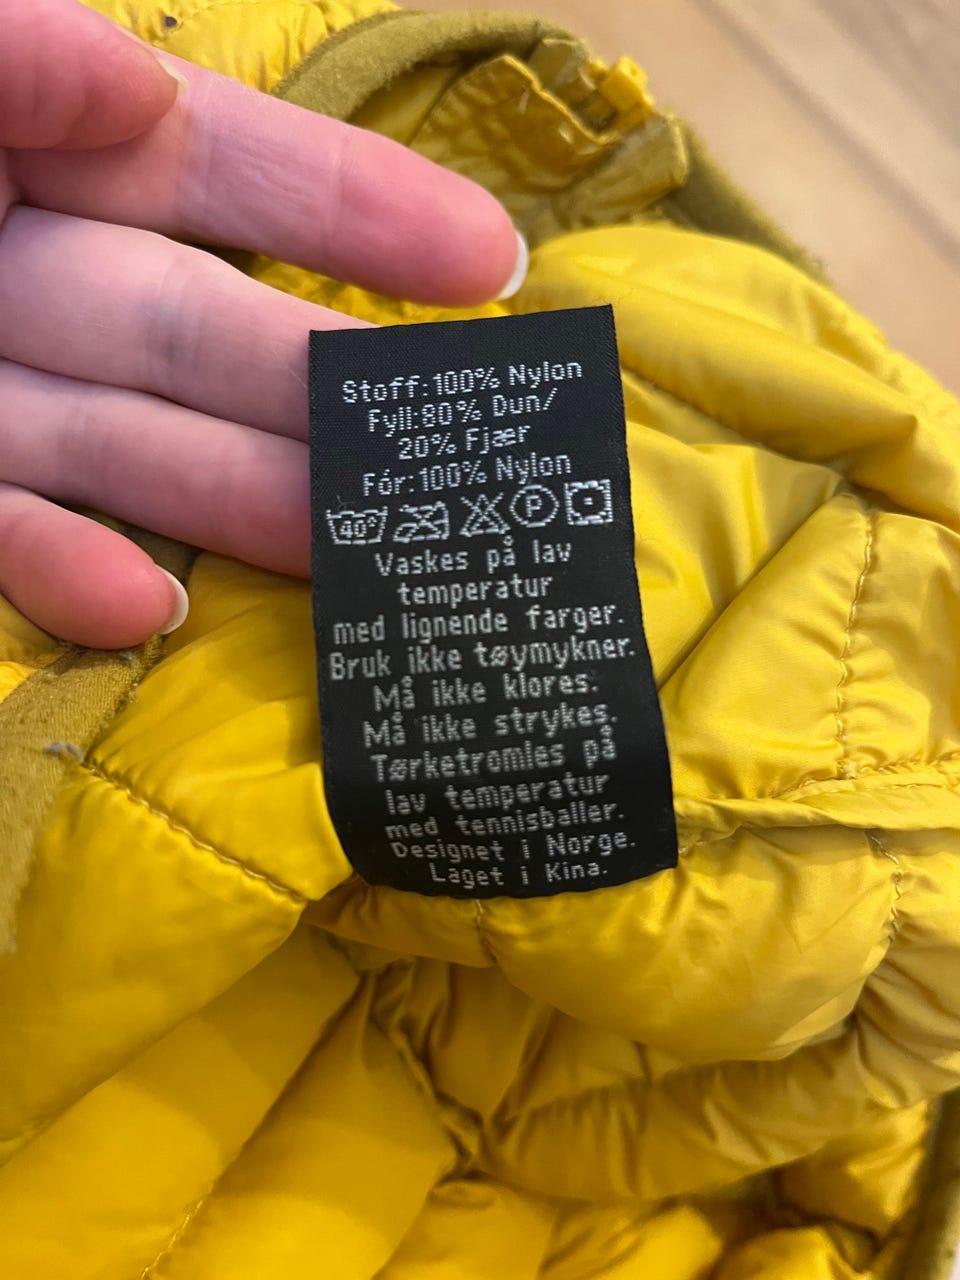 Stoff:100% Nylon
Fyll:80% Dun/
20% Fjær
Fór:100% Nylon
40° P
Vaskes på lav
temperatur
med lignende farger.
Bruk ikke tøymykner.
Må ikke klores.
Må ikke strykes.
Tørketromles på
lav temperatur
med tennisballer.
Designet i Norge.
Laget i Kina.